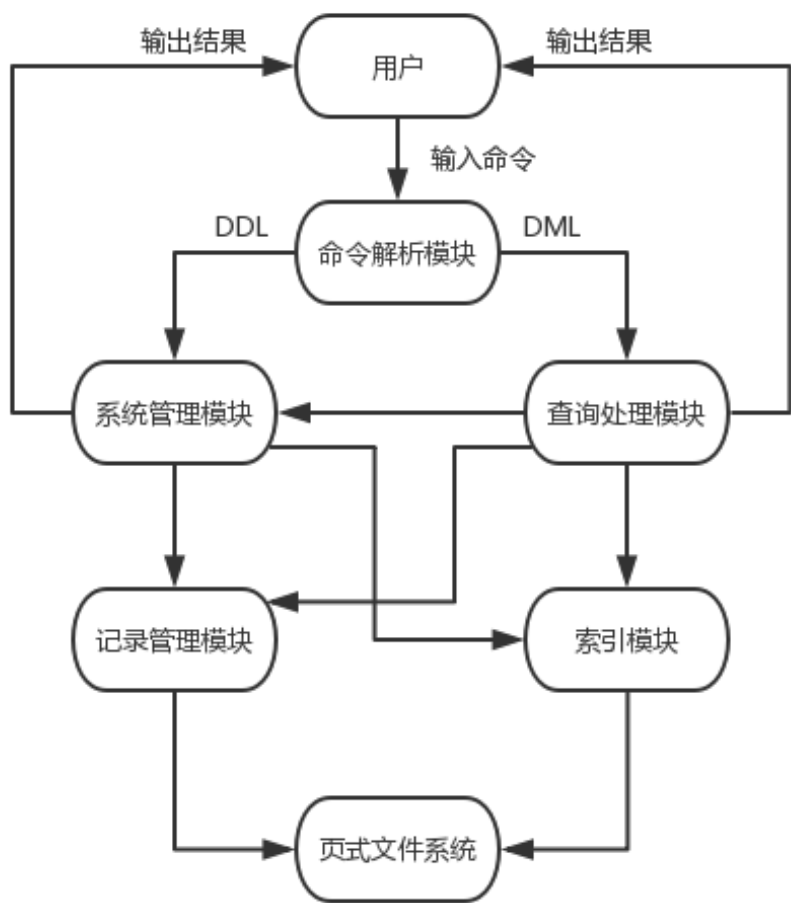 输出结果
输出结果
用户
输入命令
DDL
DML
命令解析模块
系统管理模块
查询处理模块
记录管理模块
索引模块
页式文件系统